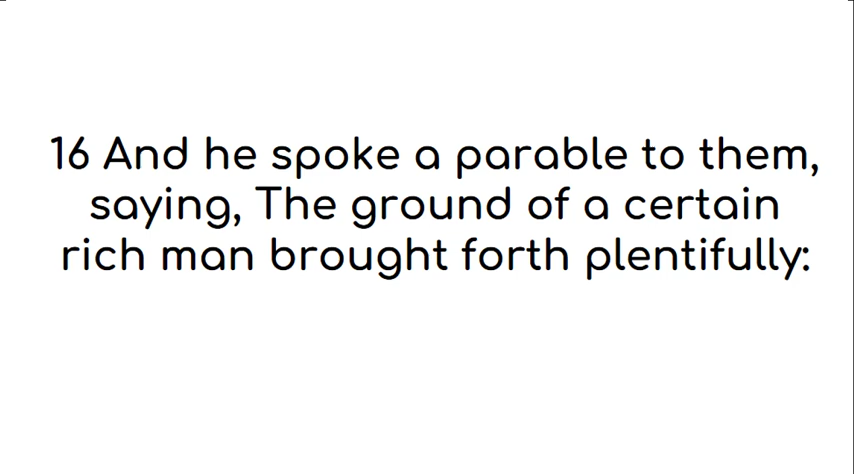 16 And he spoke a parable to them,
saying, The ground of a certain
rich man brought forth plentifully: